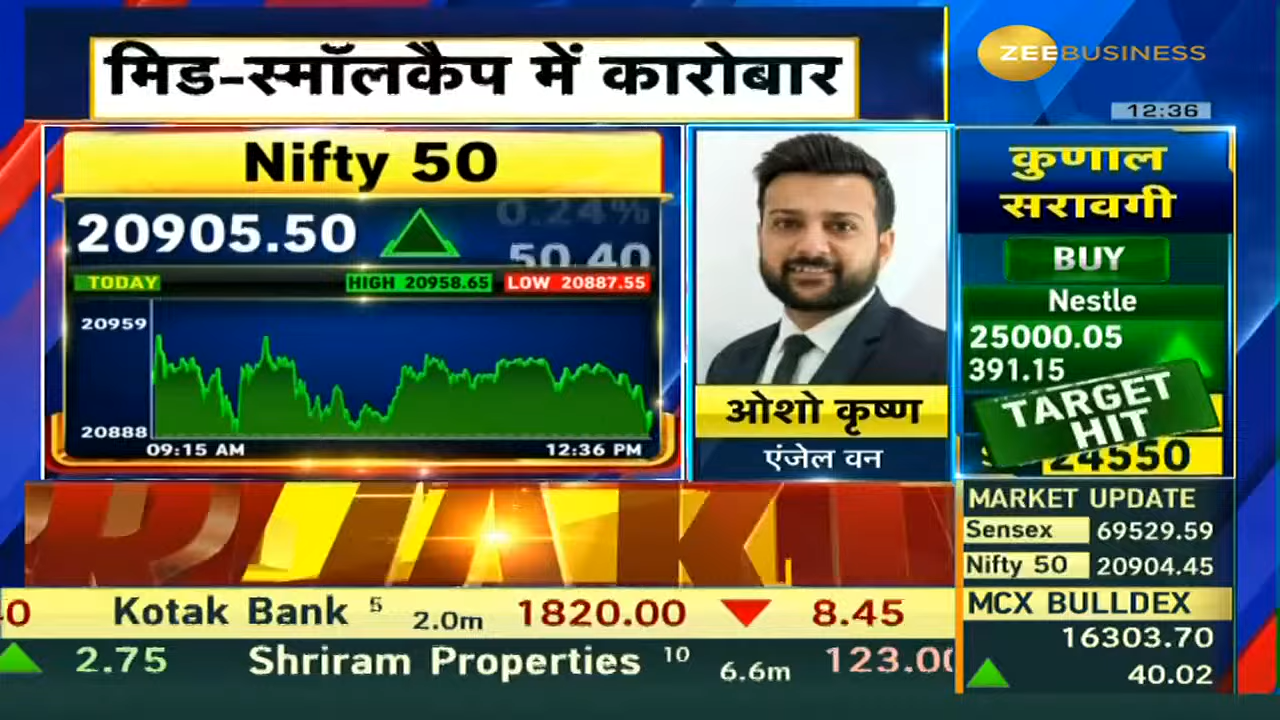 मिड-स्मॉलकैप में कारोबार
ZEEBUSINESS
12:36
Nifty 50
20905.50
0.24%
50.40
TODAY
HIGH 20958.65
LOW 20887.55
20959
20888
09:15 AM
12:36 PM
ओशो कृष्ण
एंजेल वन
कुणाल
सरावगी
BUY
Nestle
25000.05
391.15
TARGET
HIT
24550
MARKET UPDATE
Sensex 69529.59
Nifty 50 20904.45
MCX BULLDEX
16303.70
40.02
Kotak Bank 5 2.0m 1820.00 8.45
2.75 Shriram Properties 10 6.6m